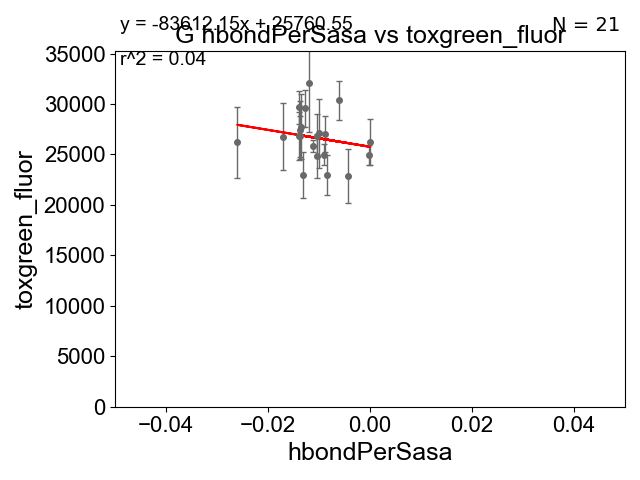 y = -83612.15x + 25760.55
N = 21
G hbondPerSasa vs toxgreen_fluor
r^2 = 0.04
35000
30000
25000
20000
15000
10000
5000
0
toxgreen_fluor
−0.04 −0.02 0.00 0.02 0.04
hbondPerSasa